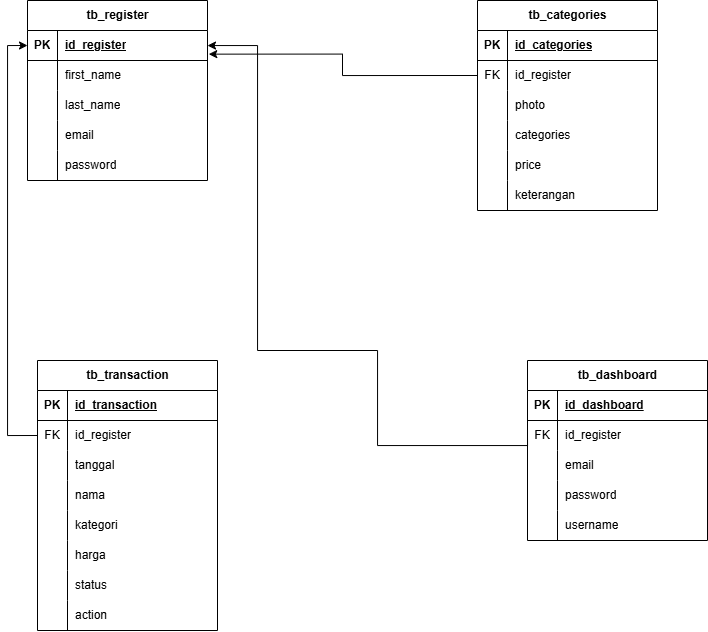 tb_register
PK id_register
first_name
last_name
email
password
tb_categories
PK id_categories
FK id_register
photo
categories
price
keterangan
tb_transaction
PK id_transaction
FK id_register
tanggal
nama
kategori
harga
status
action
tb_dashboard
PK id_dashboard
FK id_register
email
password
username